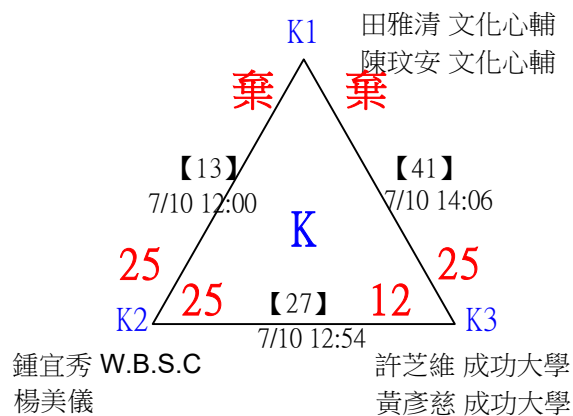 K1
田雅清 文化心輔
陳玟安 文化心輔
棄 棄
【13】
7/10 12:00
【41】
7/10 14:06
K
25 25
【27】
12 25
K2
7/10 12:54
K3
鍾宜秀 W.B.S.C
楊美儀
許芝維 成功大學
黃彥慈 成功大學